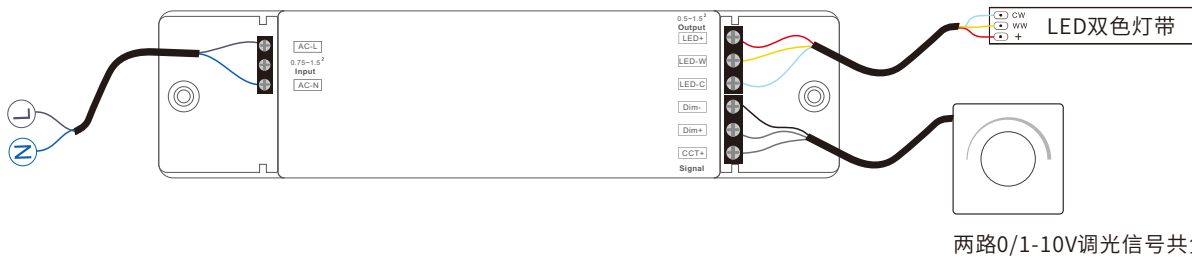 L
N
AC-L
0.75~1.5²
Input
AC-N
0.5~1.5²
Output
LED+
LED-W
LED-C
Dim-
Dim+
CCT+
Signal
CW
WW
+
LED双色灯带
两路0/1-10V调光信号共